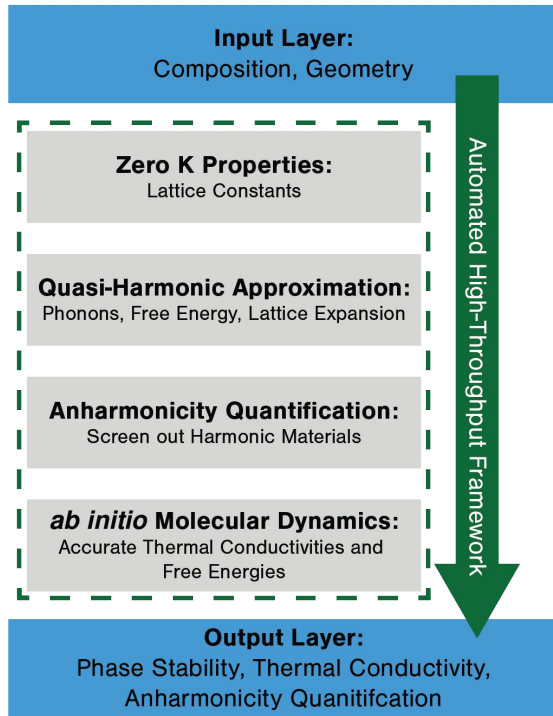 Input Layer:
Composition, Geometry
Zero K Properties:
Lattice Constants
Quasi-Harmonic Approximation:
Phonons, Free Energy, Lattice Expansion
Anharmonicity Quantification:
Screen out Harmonic Materials
ab initio Molecular Dynamics:
Accurate Thermal Conductivities and
Free Energies
Automated High-Throughput Framework
Output Layer:
Phase Stability, Thermal Conductivity,
Anharmonicity Quanitifcation